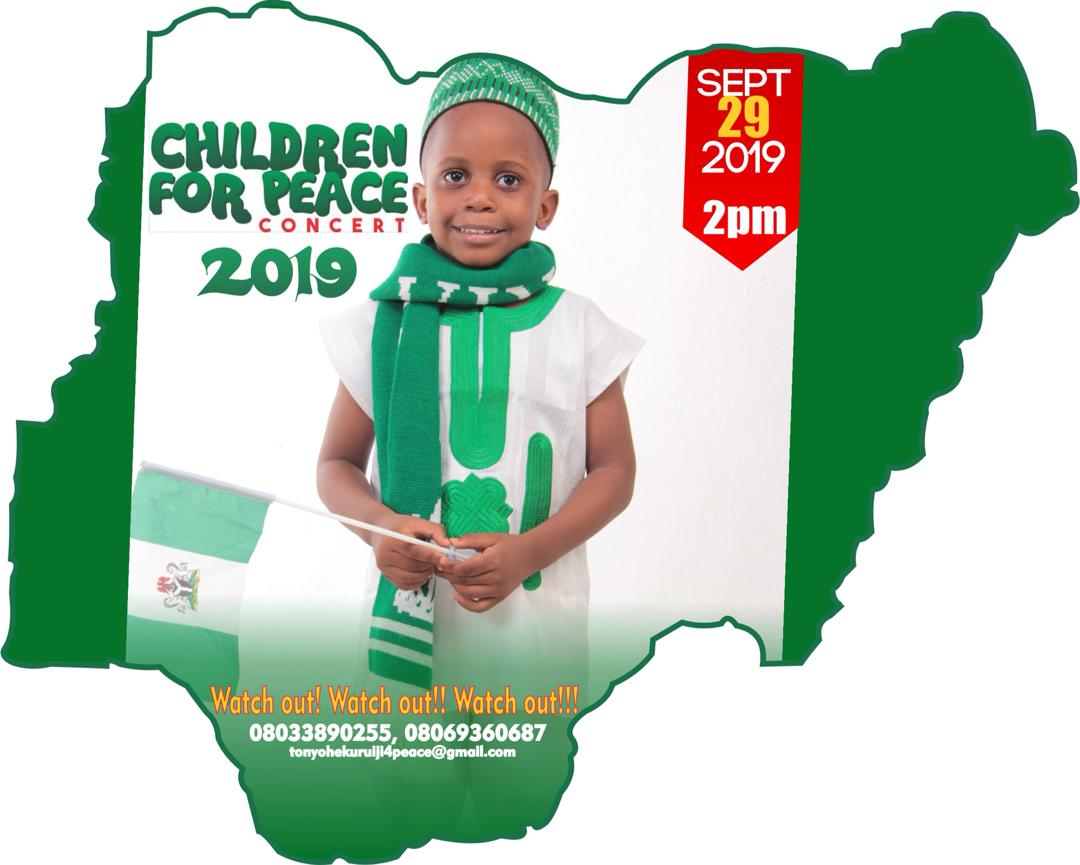 CHILDREN
FOR PEACE
CONCERT
2019
SEPT
29
2019
2pm
Watch out! Watch out!! Watch out!!!
08033890255, 08069360687
tonyohekuruiji4peace@gmail.com